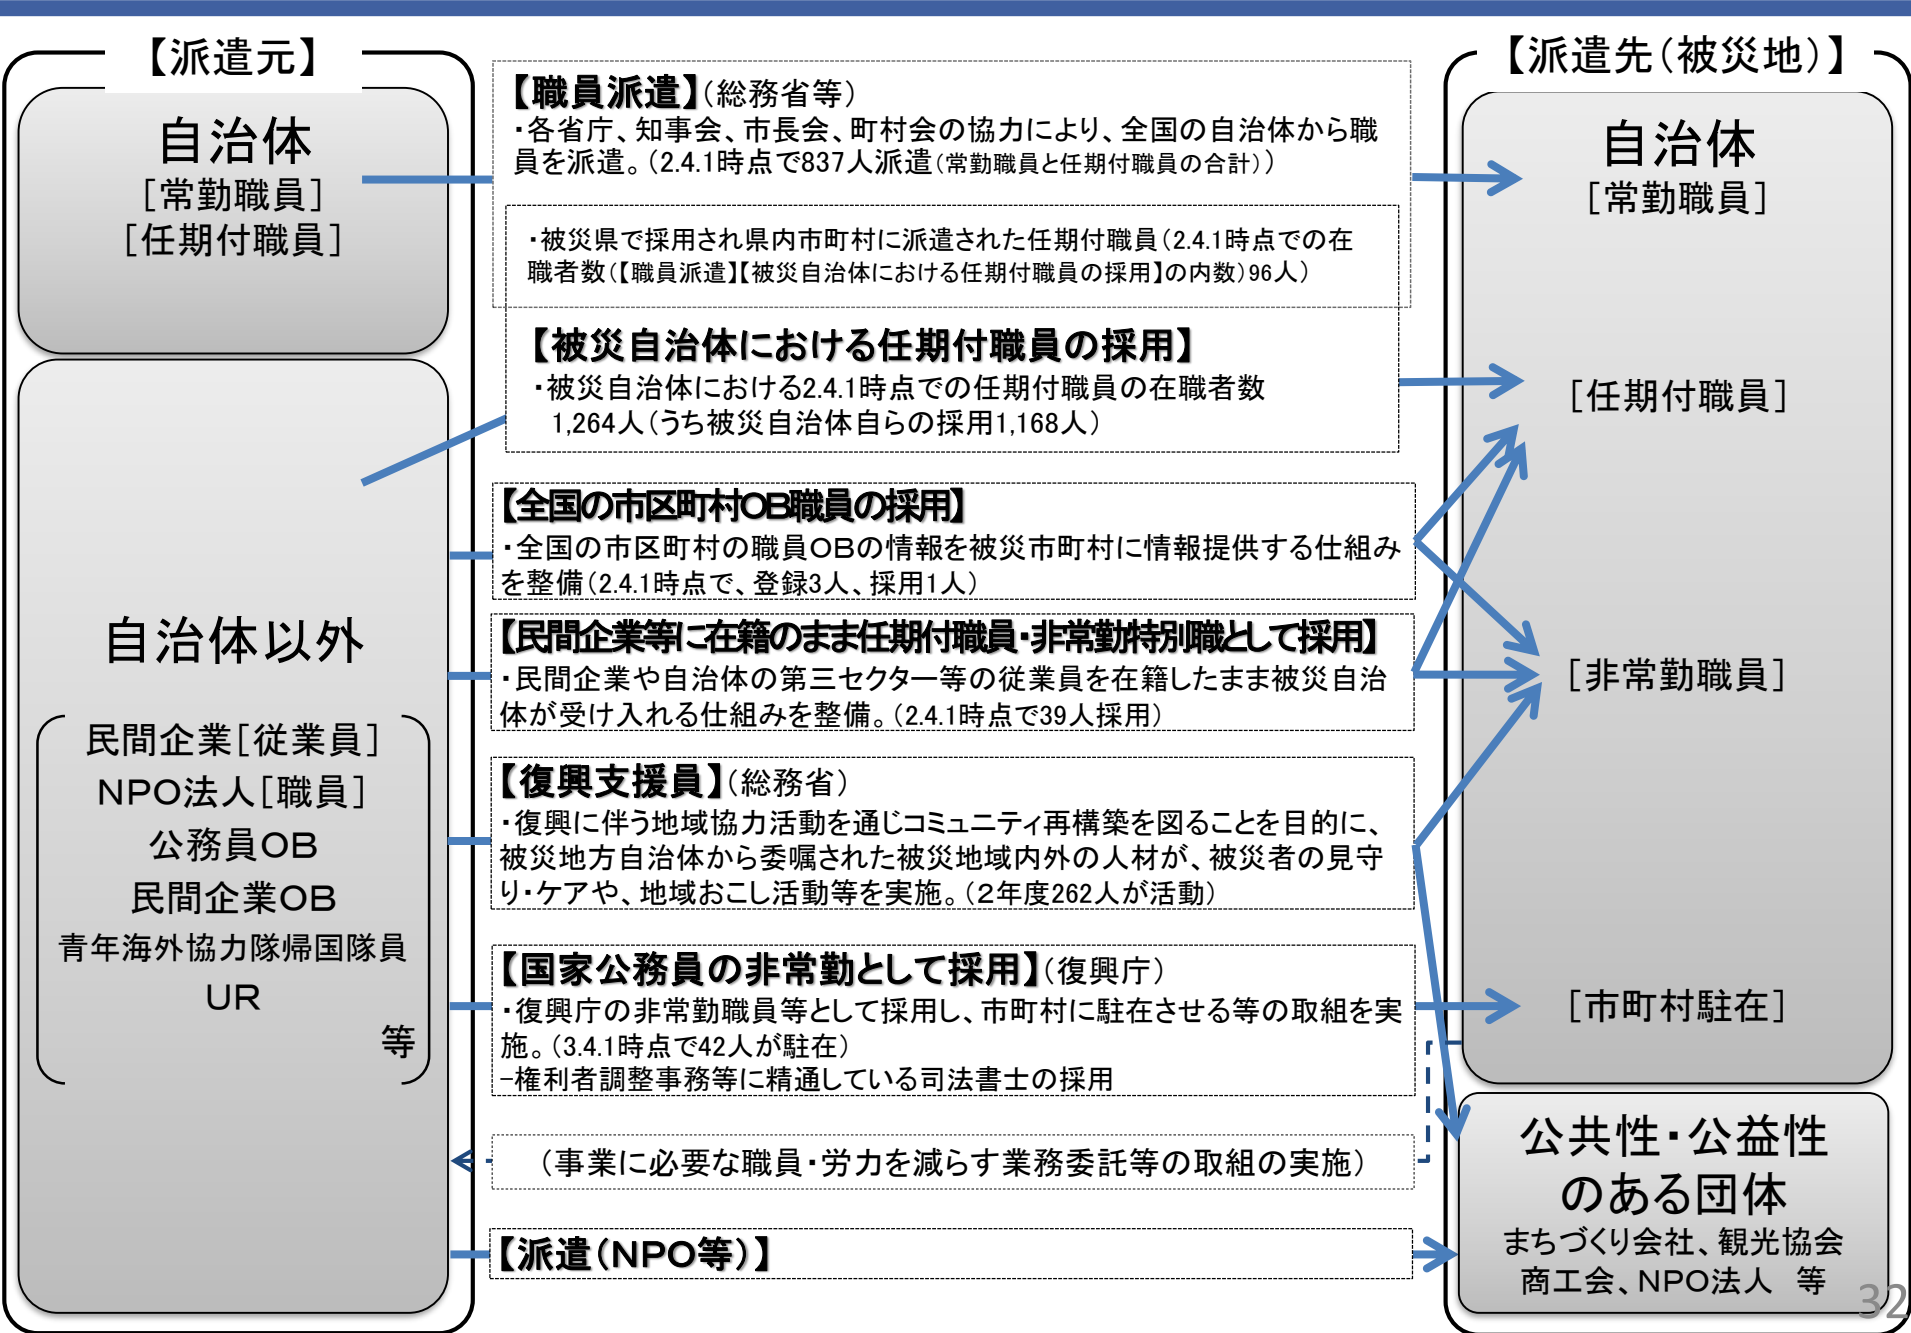 【派遣元】
自治体
［常勤職員］
［任期付職員］
自治体以外
民間企業［従業員］
NPO法人［職員］
公務員OB
民間企業OB
青年海外協力隊帰国隊員
UR
等
【職員派遣】（総務省等）
・各省庁、知事会、市長会、町村会の協力により、全国の自治体から職
員を派遣。（2.4.1時点で837人派遣（常勤職員と任期付職員の合計））
・被災県で採用され県内市町村に派遣された任期付職員（2.4.1時点での在
職者数（【職員派遣】【被災自治体における任期付職員の採用】の内数）96人）
【被災自治体における任期付職員の採用】
・被災自治体における2.4.1時点での任期付職員の在職者数
1,264人（うち被災自治体自らの採用1,168人）
【全国の市区町村OB職員の採用】
・全国の市区町村の職員OBの情報を被災市町村に情報提供する仕組み
を整備（2.4.1時点で、登録3人、採用1人）
【民間企業等に在籍のまま任期付職員・非常勤特別職として採用】
・民間企業や自治体の第三セクター等の従業員を在籍したまま被災自治
体が受け入れる仕組みを整備。（2.4.1時点で39人採用）
【復興支援員】（総務省）
・復興に伴う地域協力活動を通じコミュニティ再構築を図ることを目的に、
被災地方自治体から委嘱された被災地域内外の人材が、被災者の見守
り・ケアや、地域おこし活動等を実施。（２年度262人が活動）
【国家公務員の非常勤として採用】（復興庁）
・復興庁の非常勤職員等として採用し、市町村に駐在させる等の取組を実
施。（3.4.1時点で42人が駐在）
−権利者調整事務等に精通している司法書士の採用
（事業に必要な職員・労力を減らす業務委託等の取組の実施）
【派遣（NPO等）】
【派遣先（被災地）】
自治体
［常勤職員］
［任期付職員］
［非常勤職員］
［市町村駐在］
公共性・公益性
のある団体
まちづくり会社、観光協会
商工会、NPO法人　等
32